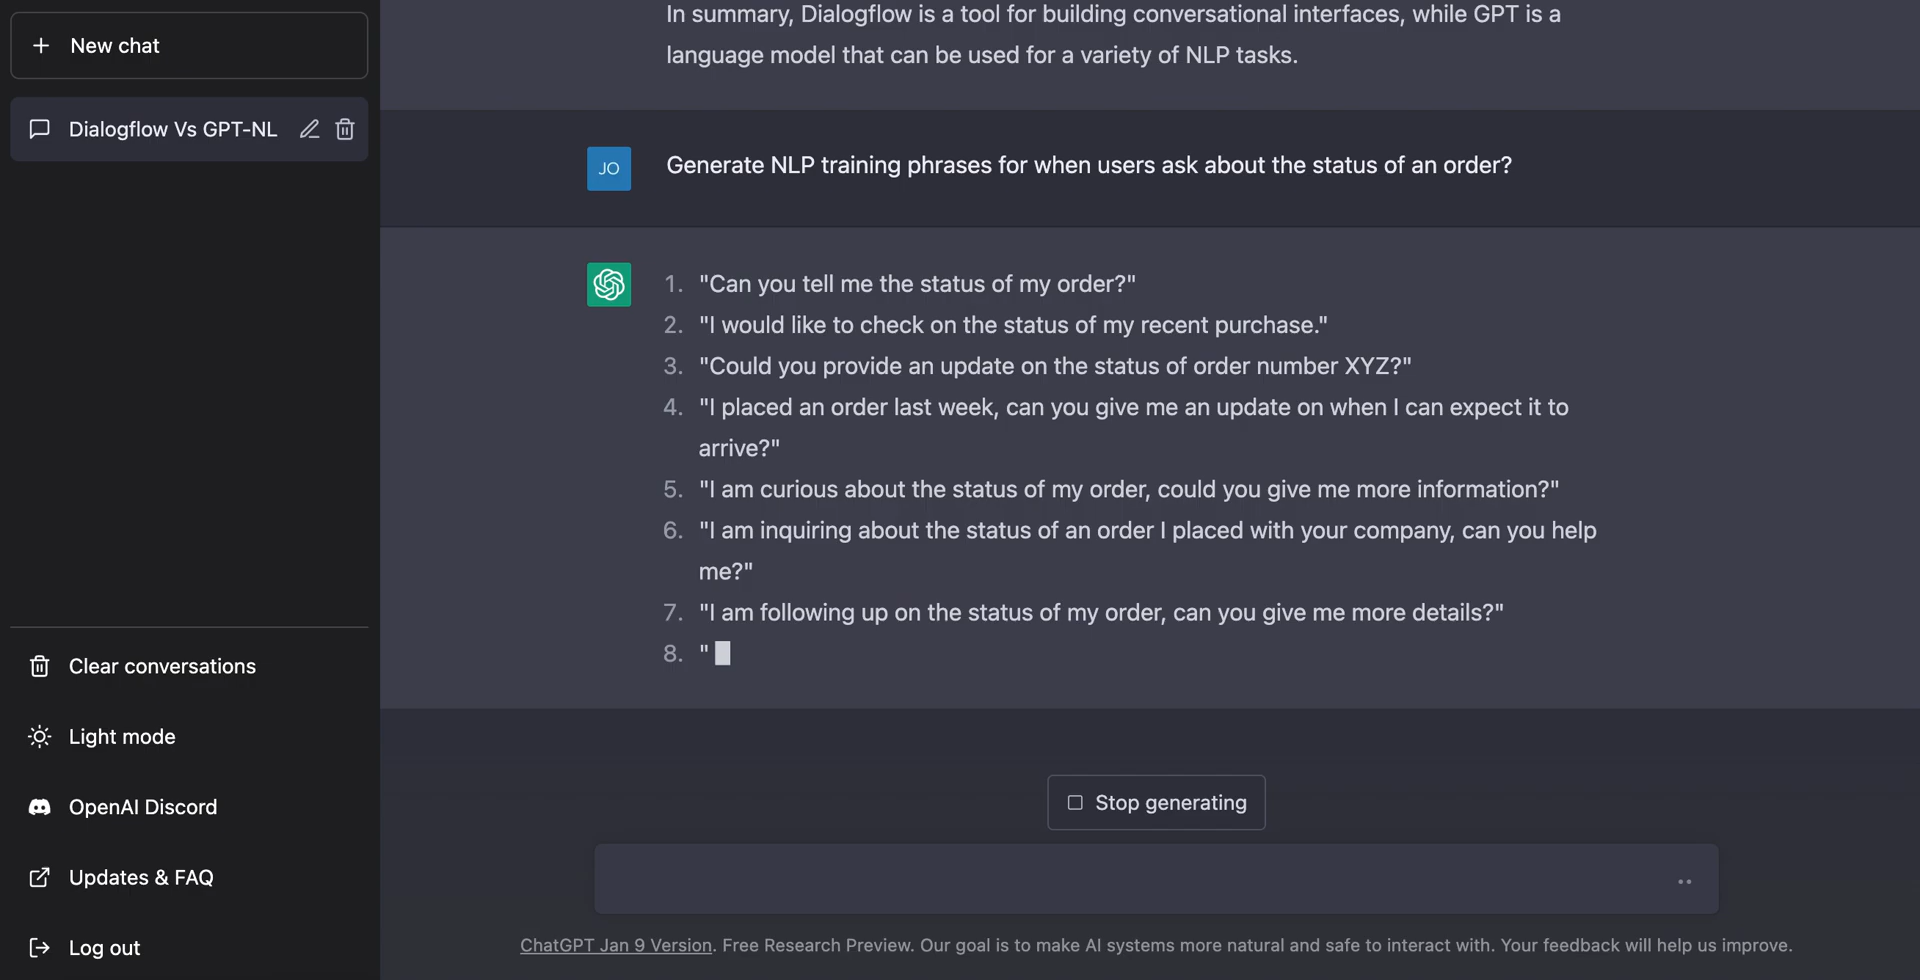 New chat
Dialogflow Vs GPT-NL
Clear conversations
Light mode
OpenAI Discord
Updates & FAQ
Log out
In summary, Dialogflow is a tool for building conversational interfaces, while GPT is a
language model that can be used for a variety of NLP tasks.
JO
Generate NLP training phrases for when users ask about the status of an order?
1. "Can you tell me the status of my order?"
2. "I would like to check on the status of my recent purchase."
3. "Could you provide an update on the status of order number XYZ?"
4. "I placed an order last week, can you give me an update on when I can expect it to
arrive?"
5. "I am curious about the status of my order, could you give me more information?"
6. "I am inquiring about the status of an order I placed with your company, can you help
me?"
7. "I am following up on the status of my order, can you give me more details?"
8. "
Stop generating
ChatGPT Jan 9 Version. Free Research Preview. Our goal is to make AI systems more natural and safe to interact with. Your feedback will help us improve.